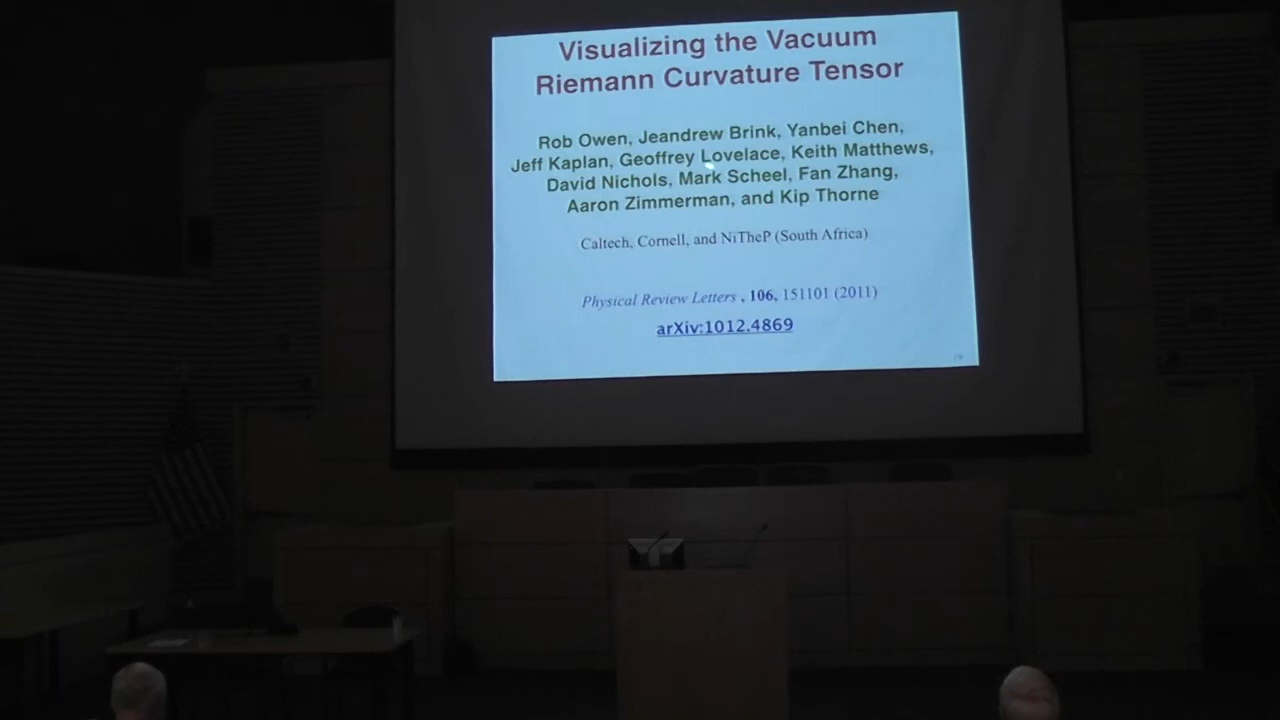 Visualizing the Vacuum
Riemann Curvature Tensor
Rob Owen, Jeandrew Brink, Yanbei Chen,
Jeff Kaplan, Geoffrey Lovelace, Keith Matthews,
David Nichols, Mark Scheel, Fan Zhang,
Aaron Zimmerman, and Kip Thorne
Caltech, Cornell, and NiTheP (South Africa)
Physical Review Letters , 106, 151101 (2011)
arXiv:1012.4869